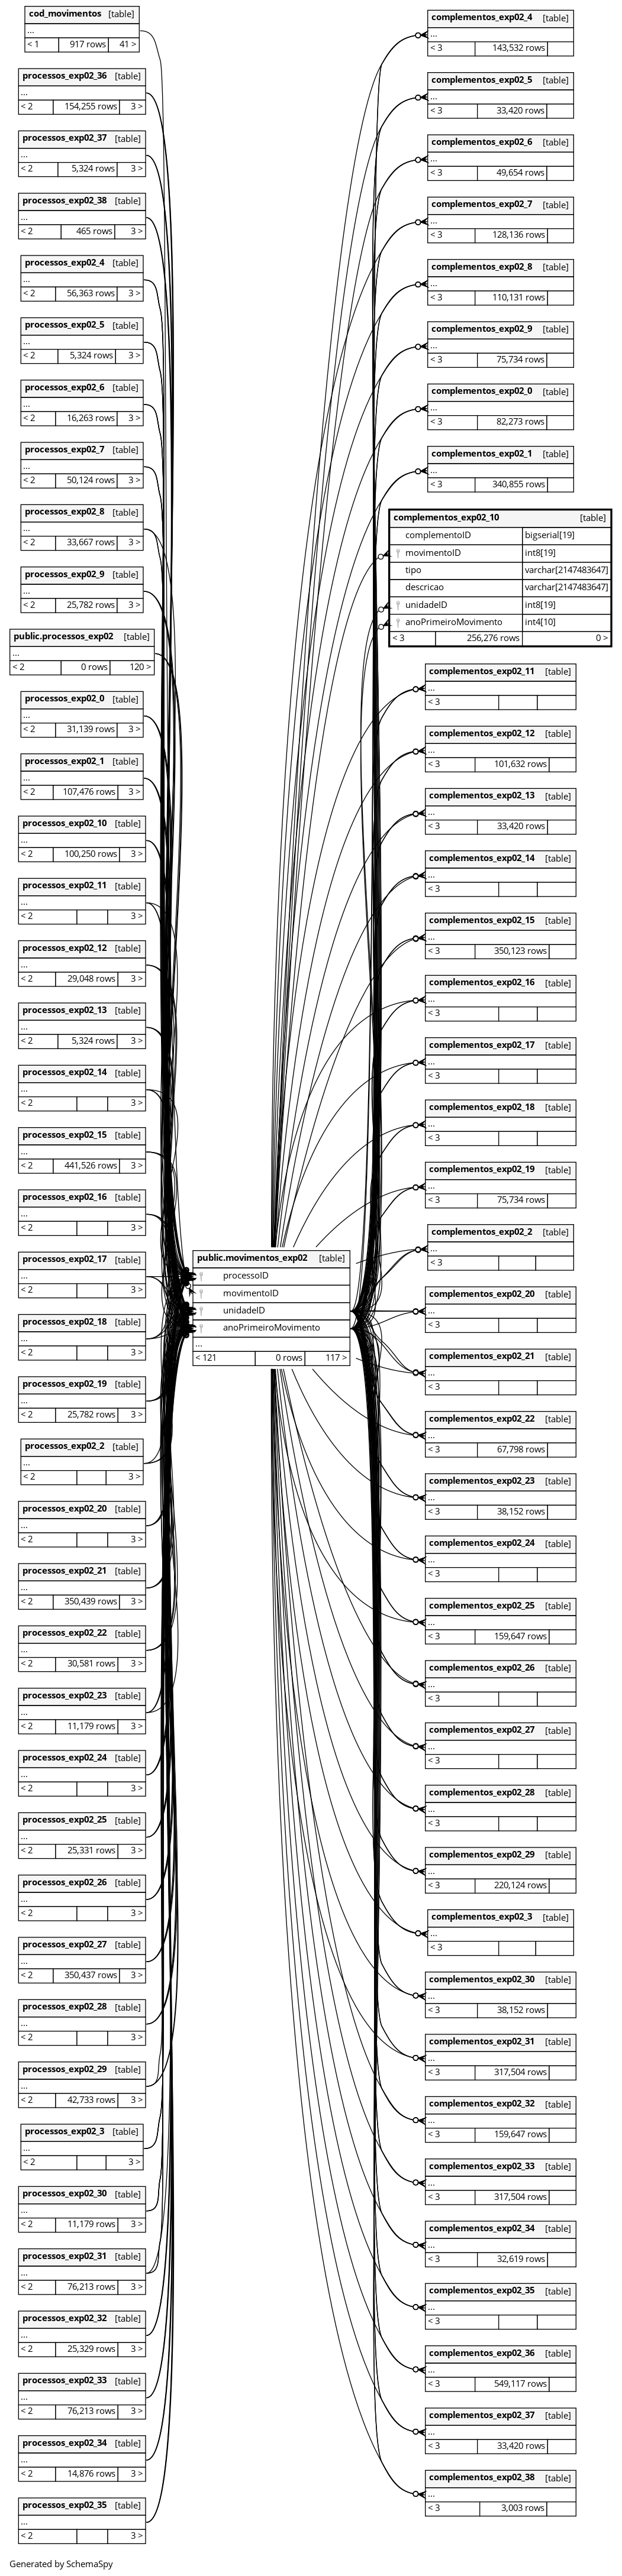 cod_movimentos [table]
...
< 1 917 rows 41 >
processos_exp02_36 [table]
...
< 2 154,255 rows 3 >
processos_exp02_37 [table]
...
< 2 5,324 rows 3 >
processos_exp02_38 [table]
...
< 2 465 rows 3 >
processos_exp02_4 [table]
...
< 2 56,363 rows 3 >
processos_exp02_5 [table]
...
< 2 5,324 rows 3 >
processos_exp02_6 [table]
...
< 2 16,263 rows 3 >
processos_exp02_7 [table]
...
< 2 50,124 rows 3 >
processos_exp02_8 [table]
...
< 2 33,667 rows 3 >
processos_exp02_9 [table]
...
< 2 25,782 rows 3 >
public.processos_exp02 [table]
...
< 2 0 rows 120 >
processos_exp02_0 [table]
...
< 2 31,139 rows 3 >
processos_exp02_1 [table]
...
< 2 107,476 rows 3 >
processos_exp02_10 [table]
...
< 2 100,250 rows 3 >
processos_exp02_11 [table]
...
< 2 3 >
processos_exp02_12 [table]
...
< 2 29,048 rows 3 >
processos_exp02_13 [table]
...
< 2 5,324 rows 3 >
processos_exp02_14 [table]
...
< 2 3 >
processos_exp02_15 [table]
...
< 2 441,526 rows 3 >
processos_exp02_16 [table]
...
< 2 3 >
processos_exp02_17 [table]
...
< 2 3 >
processos_exp02_18 [table]
...
< 2 3 >
processos_exp02_19 [table]
...
< 2 25,782 rows 3 >
processos_exp02_2 [table]
...
< 2 3 >
processos_exp02_20 [table]
...
< 2 3 >
processos_exp02_21 [table]
...
< 2 350,439 rows 3 >
processos_exp02_22 [table]
...
< 2 30,581 rows 3 >
processos_exp02_23 [table]
...
< 2 11,179 rows 3 >
processos_exp02_24 [table]
...
< 2 3 >
processos_exp02_25 [table]
...
< 2 25,331 rows 3 >
processos_exp02_26 [table]
...
< 2 3 >
processos_exp02_27 [table]
...
< 2 350,437 rows 3 >
processos_exp02_28 [table]
...
< 2 3 >
processos_exp02_29 [table]
...
< 2 42,733 rows 3 >
processos_exp02_3 [table]
...
< 2 3 >
processos_exp02_30 [table]
...
< 2 11,179 rows 3 >
processos_exp02_31 [table]
...
< 2 76,213 rows 3 >
processos_exp02_32 [table]
...
< 2 25,329 rows 3 >
processos_exp02_33 [table]
...
< 2 76,213 rows 3 >
processos_exp02_34 [table]
...
< 2 14,876 rows 3 >
processos_exp02_35 [table]
...
< 2 3 >
public.movimentos_exp02 [table]
processoID
movimentoID
unidadeID
anoPrimeiroMovimento
...
< 121 0 rows 117 >
complementos_exp02_4 [table]
...
< 3 143,532 rows
complementos_exp02_5 [table]
...
< 3 33,420 rows
complementos_exp02_6 [table]
...
< 3 49,654 rows
complementos_exp02_7 [table]
...
< 3 128,136 rows
complementos_exp02_8 [table]
...
< 3 110,131 rows
complementos_exp02_9 [table]
...
< 3 75,734 rows
complementos_exp02_0 [table]
...
< 3 82,273 rows
complementos_exp02_1 [table]
...
< 3 340,855 rows
complementos_exp02_10 [table]
complementoID bigserial[19]
movimentoID int8[19]
tipo varchar[2147483647]
descricao varchar[2147483647]
unidadeID int8[19]
anoPrimeiroMovimento int4[10]
< 3 256,276 rows 0 >
complementos_exp02_11 [table]
...
< 3
complementos_exp02_12 [table]
...
< 3 101,632 rows
complementos_exp02_13 [table]
...
< 3 33,420 rows
complementos_exp02_14 [table]
...
< 3
complementos_exp02_15 [table]
...
< 3 350,123 rows
complementos_exp02_16 [table]
...
< 3
complementos_exp02_17 [table]
...
< 3
complementos_exp02_18 [table]
...
< 3
complementos_exp02_19 [table]
...
< 3 75,734 rows
complementos_exp02_2 [table]
...
< 3
complementos_exp02_20 [table]
...
< 3
complementos_exp02_21 [table]
...
< 3
complementos_exp02_22 [table]
...
< 3 67,798 rows
complementos_exp02_23 [table]
...
< 3 38,152 rows
complementos_exp02_24 [table]
...
< 3
complementos_exp02_25 [table]
...
< 3 159,647 rows
complementos_exp02_26 [table]
...
< 3
complementos_exp02_27 [table]
...
< 3
complementos_exp02_28 [table]
...
< 3
complementos_exp02_29 [table]
...
< 3 220,124 rows
complementos_exp02_3 [table]
...
< 3
complementos_exp02_30 [table]
...
< 3 38,152 rows
complementos_exp02_31 [table]
...
< 3 317,504 rows
complementos_exp02_32 [table]
...
< 3 159,647 rows
complementos_exp02_33 [table]
...
< 3 317,504 rows
complementos_exp02_34 [table]
...
< 3 32,619 rows
complementos_exp02_35 [table]
...
< 3
complementos_exp02_36 [table]
...
< 3 549,117 rows
complementos_exp02_37 [table]
...
< 3 33,420 rows
complementos_exp02_38 [table]
...
< 3 3,003 rows
Generated by SchemaSpy